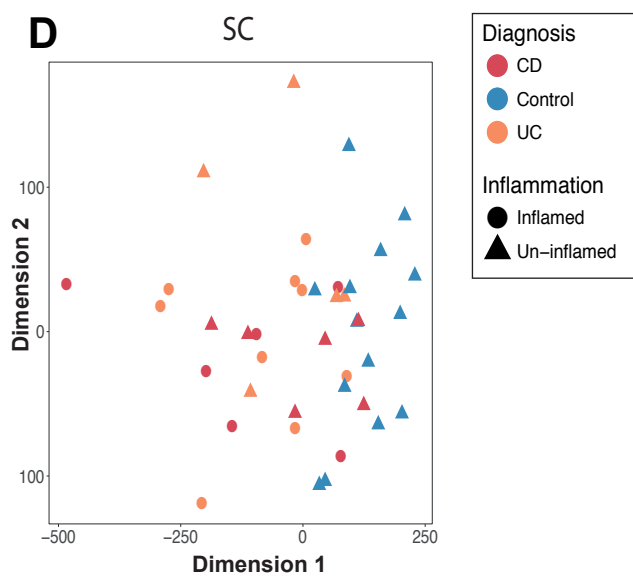 D
SC
Diagnosis
CD
Control
UC
Inflammation
Inflamed
Un-inflamed
Dimension 2
100
0
100
−500
−250
0
250
Dimension 1